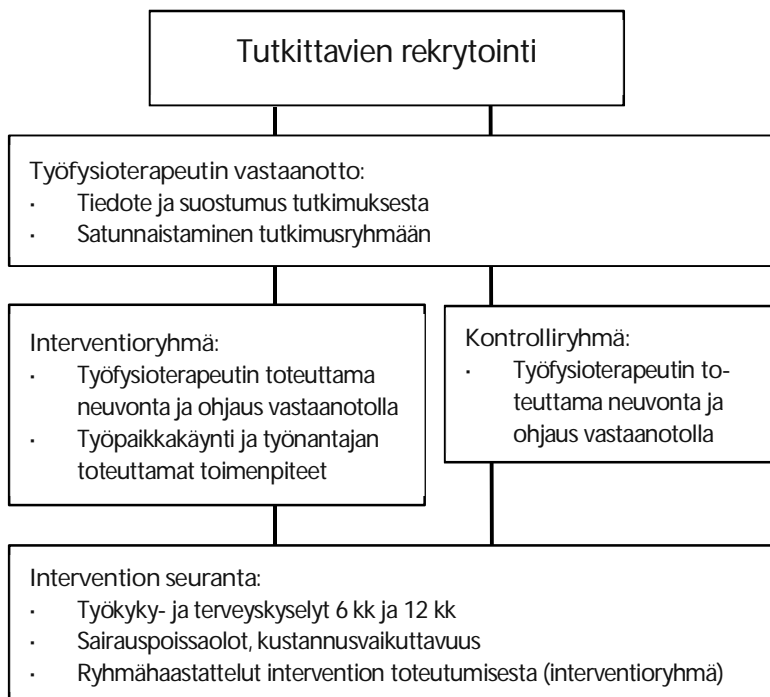 Tutkittavien rekrytointi
Työfysioterapeutin vastaanotto:
· Tiedote ja suostumus tutkimuksesta
· Satunnaistaminen tutkimusryhmään
Interventioryhmä:
· Työfysioterapeutin toteuttama
neuvonta ja ohjaus vastaanotolla
· Työpaikkakäynti ja työnantajan
toteuttamat toimenpiteet
Kontrolliryhmä:
· Työfysioterapeutin to-
teuttama neuvonta ja
ohjaus vastaanotolla
Intervention seuranta:
· Työkyky- ja terveyskyselyt 6 kk ja 12 kk
· Sairauspoissaolot, kustannusvaikuttavuus
· Ryhmähaastattelut intervention toteutumisesta (interventioryhmä)